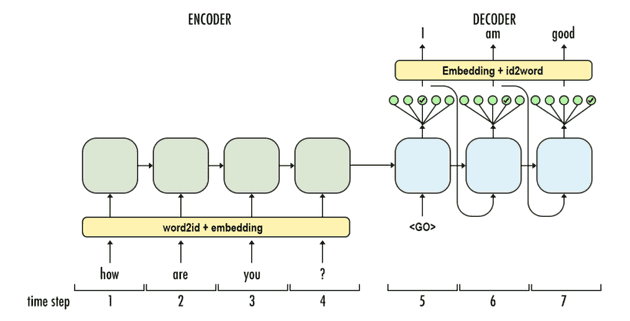 ENCODER
DECODER
I am good
Embedding + id2word
word2id + embedding
<GO>
how are you ?
time step 1 2 3 4 5 6 7